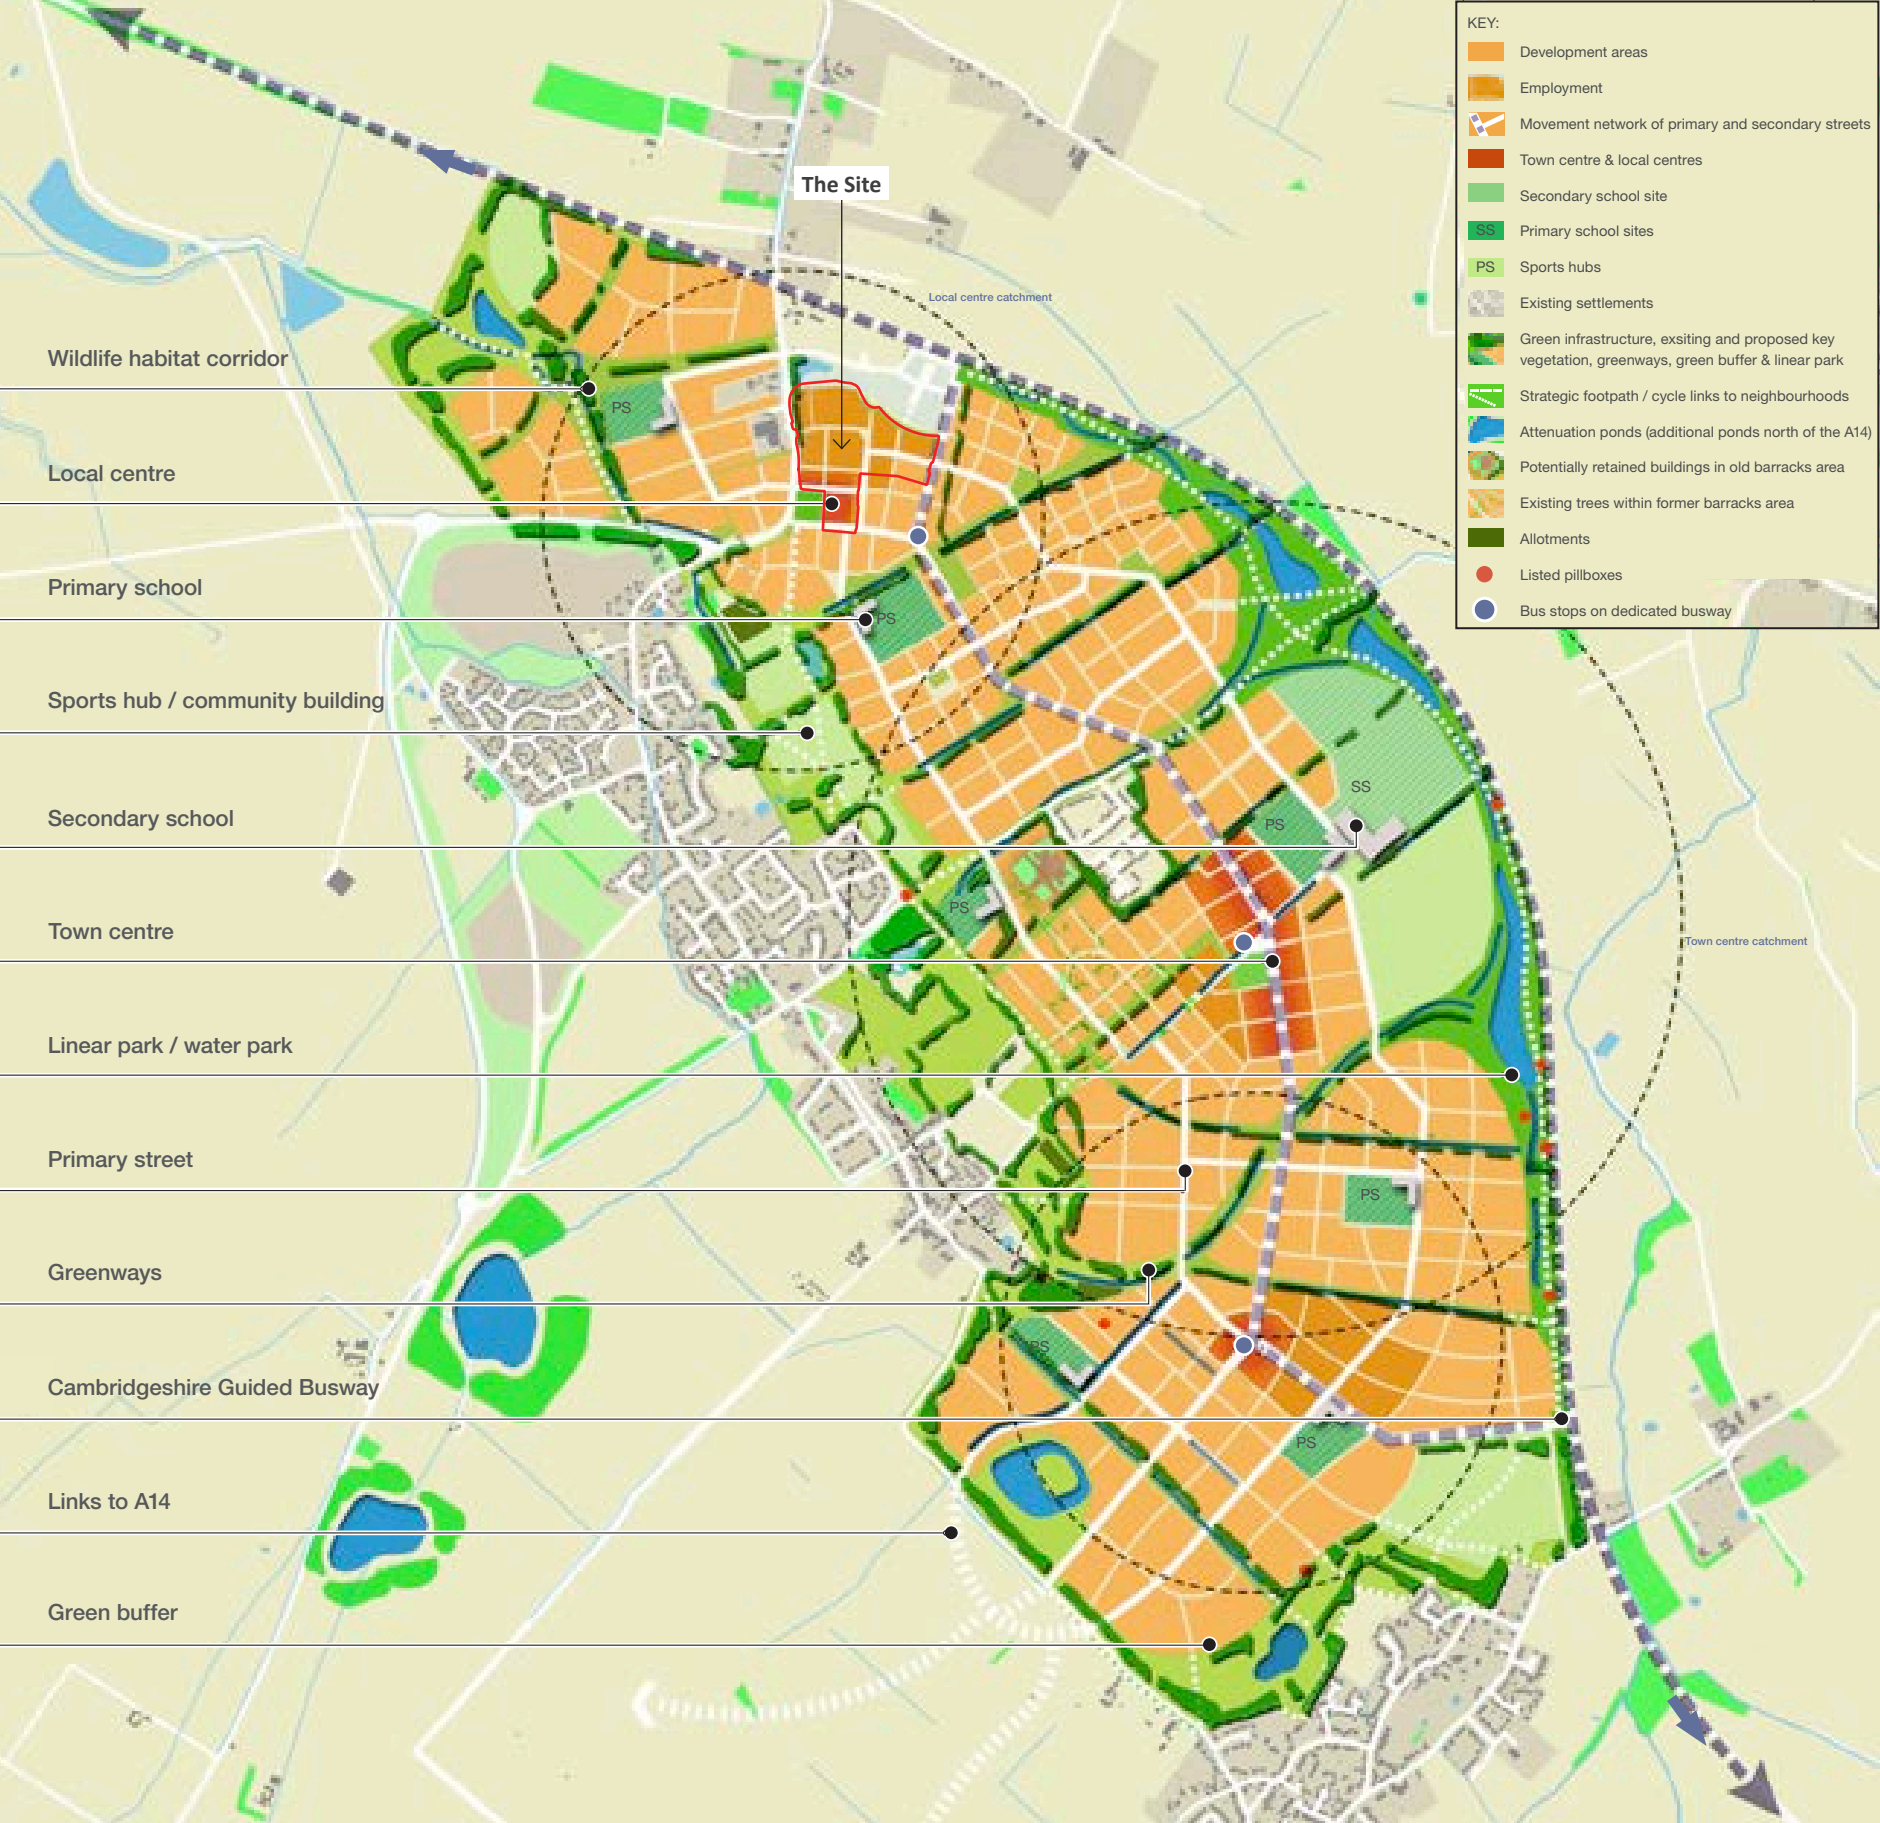 KEY:
Development areas
Employment
Movement network of primary and secondary streets
Town centre & local centres
Secondary school site
SS Primary school sites
PS Sports hubs
Existing settlements
Green infrastructure, exsiting and proposed key
vegetation, greenways, green buffer & linear park
Strategic footpath / cycle links to neighbourhoods
Attenuation ponds (additional ponds north of the A14)
Potentially retained buildings in old barracks area
Existing trees within former barracks area
Allotments
Listed pillboxes
Bus stops on dedicated busway
The Site
Local centre catchment
Wildlife habitat corridor
PS
Local centre
Primary school
PS
Sports hub / community building
SS
Secondary school
PS
PS
Town centre
Town centre catchment
Linear park / water park
Primary street
PS
Greenways
PS
Cambridgeshire Guided Busway
PS
Links to A14
Green buffer